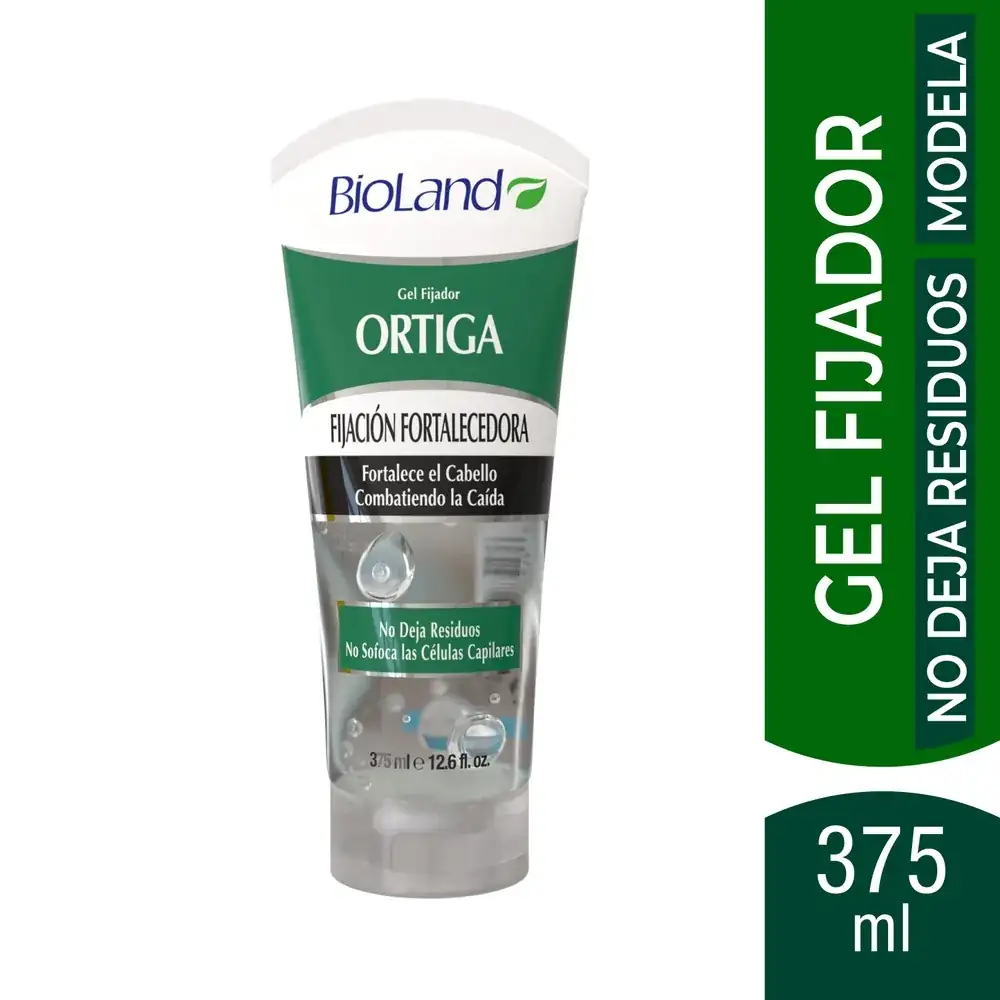 BioLand
Gel Fijador
ORTIGA
FIJACIÓN FORTALECEDORA
Fortalece el Cabello
Combatiendo la Caída
No Deja Residuos
No Sofoca las Células Capilares
375 ml e 12.6 fl. oz.
GEL FIJADOR
NO DEJA RESIDUOS
MODELA
375
ml